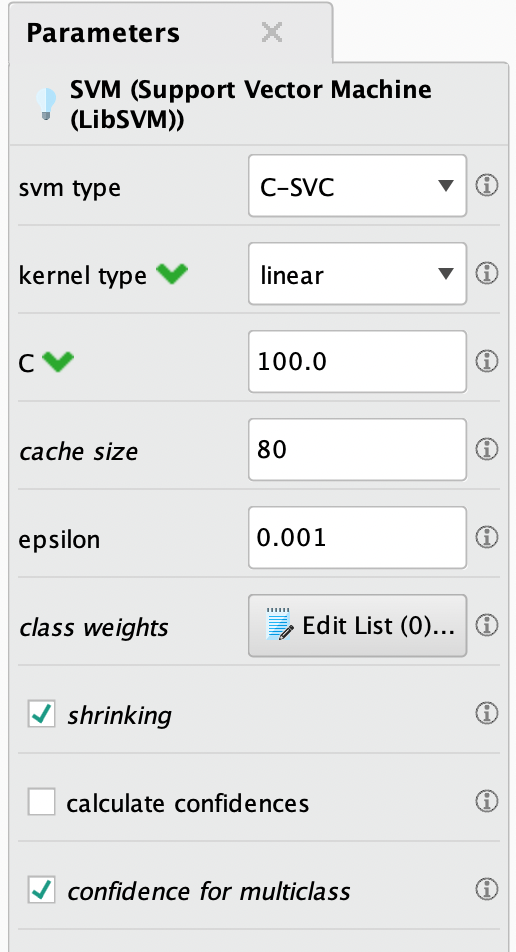 Parameters
SVM (Support Vector Machine
(LibSVM))
svm type C-SVC
kernel type linear
C 100.0
cache size 80
epsilon 0.001
class weights Edit List (0)...
shrinking
calculate confidences
confidence for multiclass